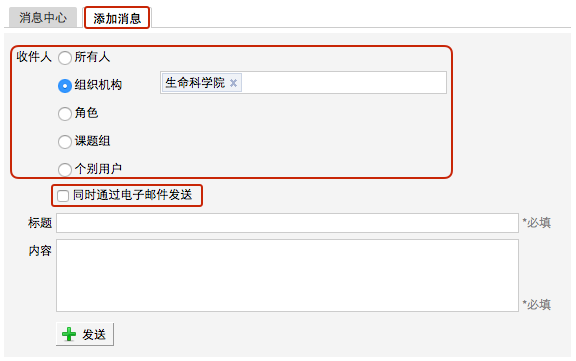 消息中心 添加消息
收件人 所有人
组织机构 生命科学院 x
角色
课题组
个别用户
同时通过电子邮件发送
标题 *必填
内容
*必填
发送